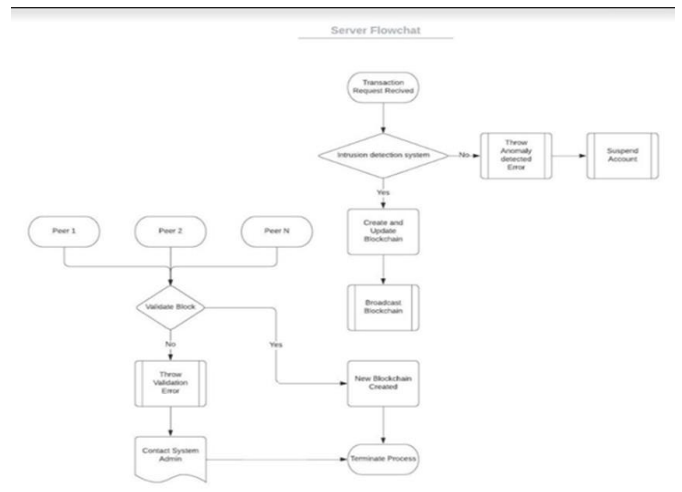 Server Flowchat
Transaction
Request Recived
Intrusion detection system
No
Throw
Anomaly
detected
Error
Suspend
Account
Yes
Create and
Update
Blockchain
Peer 1
Peer 2
Peer N
Broadcast
Blockchain
Validate Block
No
Yes
Throw
Validation
Error
New Blockchain
Created
Contact System
Admin
Terminate Process